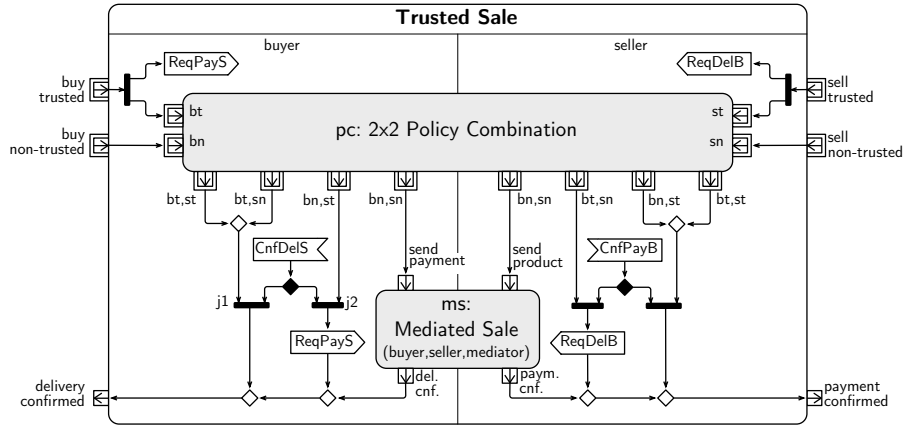 Trusted Sale
buyer
seller
ReqPayS
ReqDelB
buy
trusted
sell
trusted
bt
st
pc: 2x2 Policy Combination
buy
non-trusted
bn
sn
sell
non-trusted
bt,st
bt,sn
bn,st
bn,sn
bn,sn
bt,sn
bn,st
bt,st
CnfDelS
send
payment
send
product
CnfPayB
j1
j2
ms:
Mediated Sale
(buyer,seller,mediator)
ReqPayS
ReqDelB
del.
cnf.
paym.
cnf.
delivery
confirmed
payment
confirmed